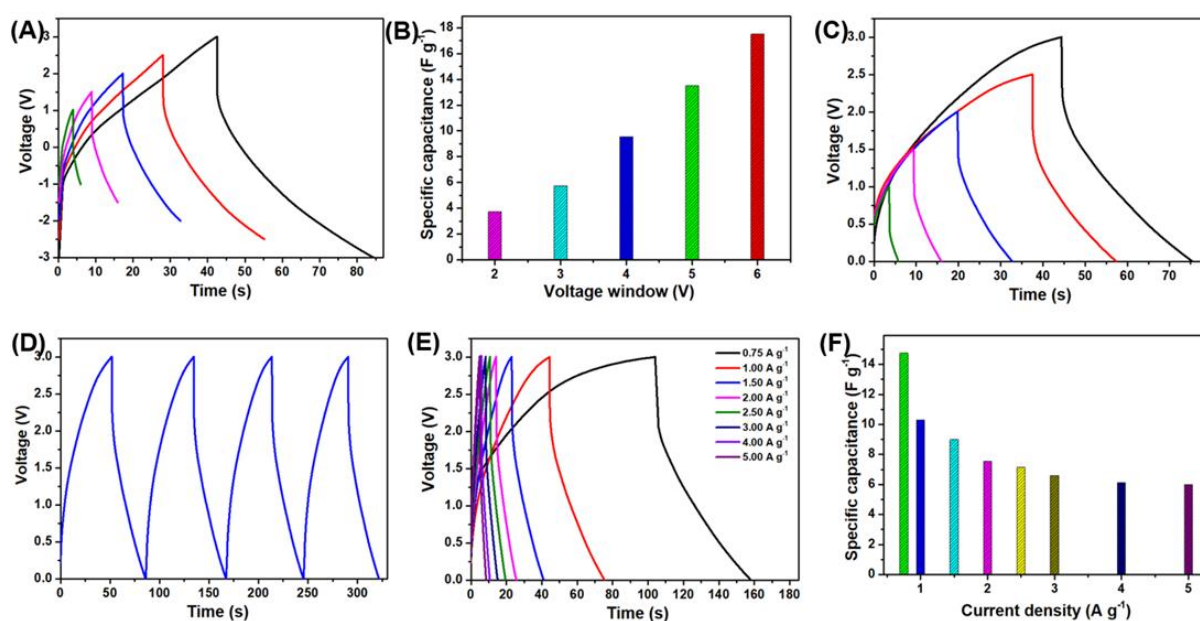 (A)
Voltage (V)
3
2
1
0
-1
-2
-3
0 10 20 30 40 50 60 70 80
Time (s)
(B)
Specific capacitance (F g⁻¹)
18
16
14
12
10
8
6
4
2
0
2 3 4 5 6
Voltage window (V)
(C)
Voltage (V)
3.0
2.5
2.0
1.5
1.0
0.5
0.0
0 10 20 30 40 50 60 70
Time (s)
(D)
Voltage (V)
3.0
2.5
2.0
1.5
1.0
0.5
0.0
0 50 100 150 200 250 300
Time (s)
(E)
Voltage (V)
3.0
2.5
2.0
1.5
1.0
0.5
0.0
0.75 A g⁻¹
1.00 A g⁻¹
1.50 A g⁻¹
2.00 A g⁻¹
2.50 A g⁻¹
3.00 A g⁻¹
4.00 A g⁻¹
5.00 A g⁻¹
0 20 40 60 80 100 120 140 160 180
Time (s)
(F)
Specific capacitance (F g⁻¹)
14
12
10
8
6
4
2
0
1 2 3 4 5
Current density (A g⁻¹)